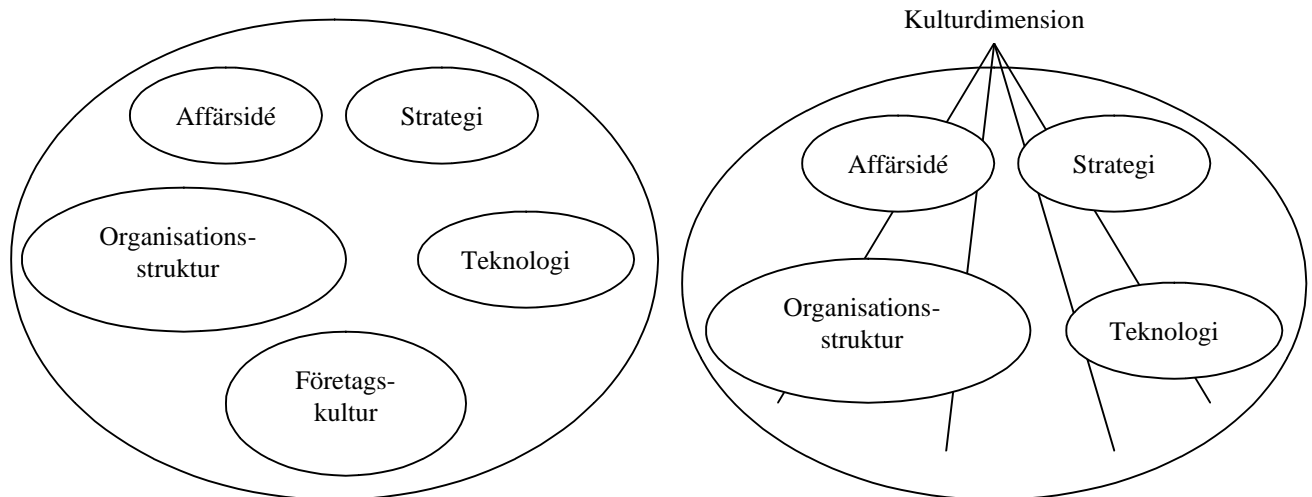 Affärsidé
Strategi
Organisations-
struktur
Teknologi
Företags-
kultur
Kulturdimension
Affärsidé
Strategi
Organisations-
struktur
Teknologi